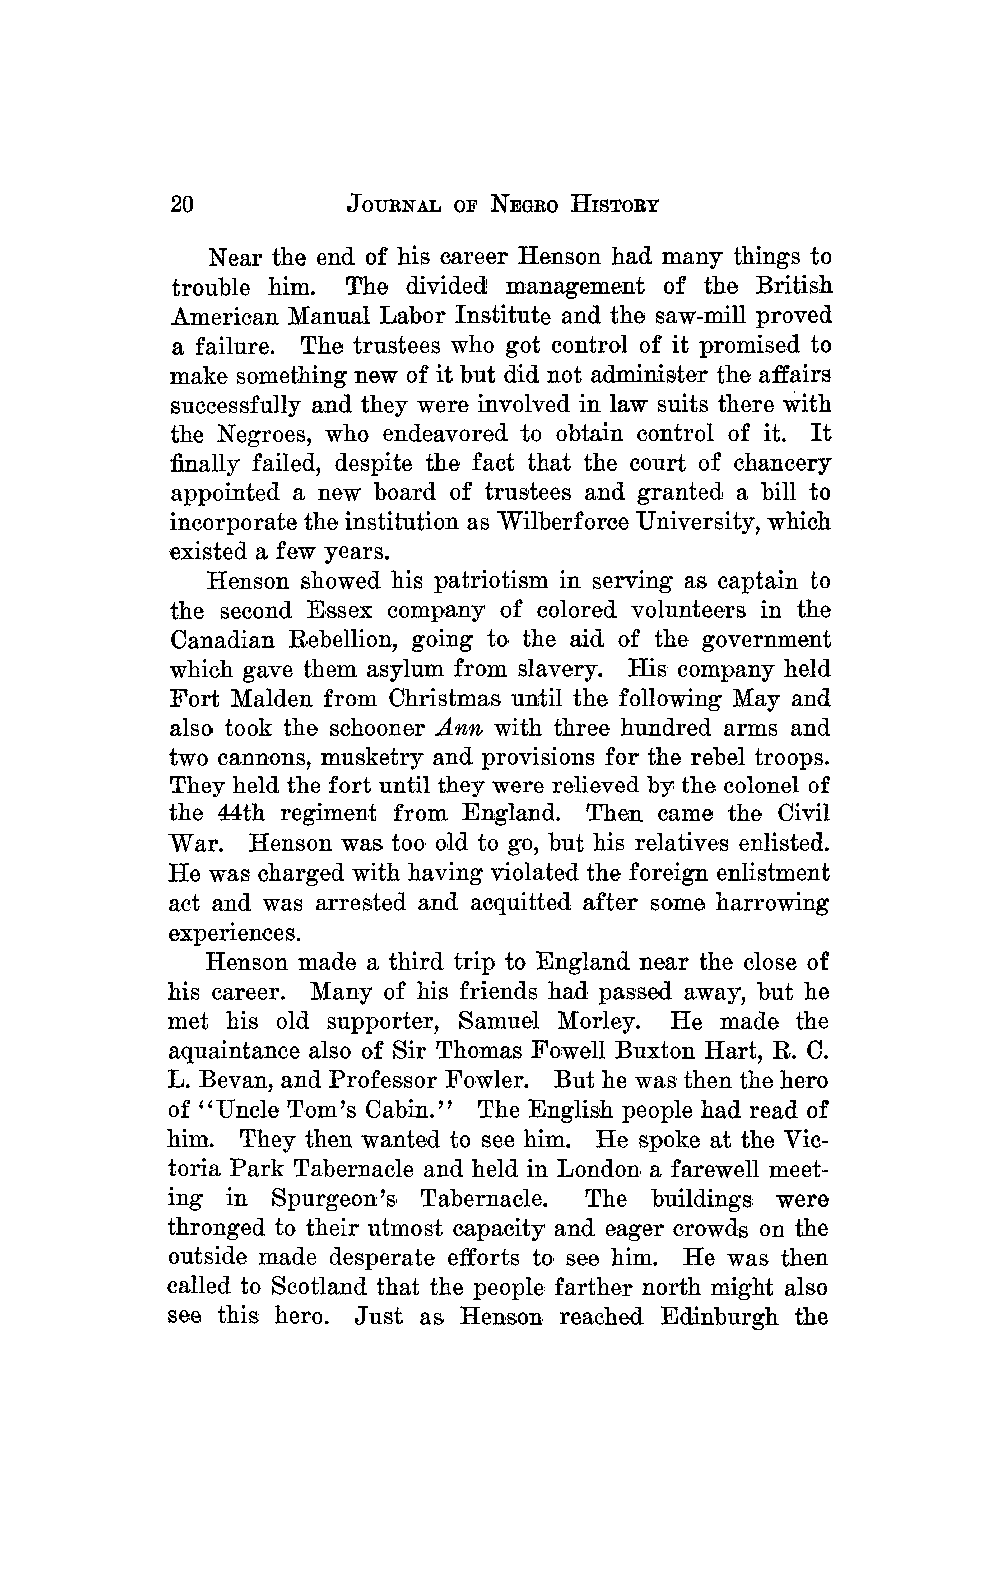 20 JOURNAL OF NEGRO HISTORY
Near the end of his career Henson had many things to
trouble him. The divided management of the British
American Manual Labor Institute and the saw-mill proved
a failure. The trustees who got control of it promised to
make something new of it but did not administer the affairs
successfully and they were involved in law suits there with
the Negroes, who endeavored to obtain control of it. It
finally failed, despite the fact that the court of chancery
appointed a new board of trustees and granted a bill to
incorporate the institution as Wilberforce University, which
existed a few years.
Henson showed his patriotism in serving as captain to
the second Essex company of colored volunteers in the
Canadian Rebellion, going to the aid of the government
which gave them asylum from slavery. His company held
Fort Malden from Christmas until the following May and
also took the schooner Ann with three hundred arms and
two cannons, musketry and provisions for the rebel troops.
They held the fort until they were relieved by the colonel of
the 44th regiment from England. Then came the Civil
War. Henson was too old to go, but his relatives enlisted.
He was charged with having violated the foreign enlistment
act and was arrested and acquitted after some harrowing
experiences.
Henson made a third trip to England near the close of
his career. Many of his friends had passed away, but he
met his old supporter, Samuel Morley. He made the
aquaintance also of Sir Thomas Fowell Buxton Hart, R. C.
L. Bevan, and Professor Fowler. But he was then the hero
of "Uncle Tom's Cabin." The English people had read of
him. They then wanted to see him. He spoke at the Vic-
toria Park Tabernacle and held in London a farewell meet-
ing in Spurgeon's Tabernacle. The buildings were
thronged to their utmost capacity and eager crowds on the
outside made desperate efforts to see him. He was then
called to Scotland that the people farther north might also
see this hero. Just as Henson reached Edinburgh the